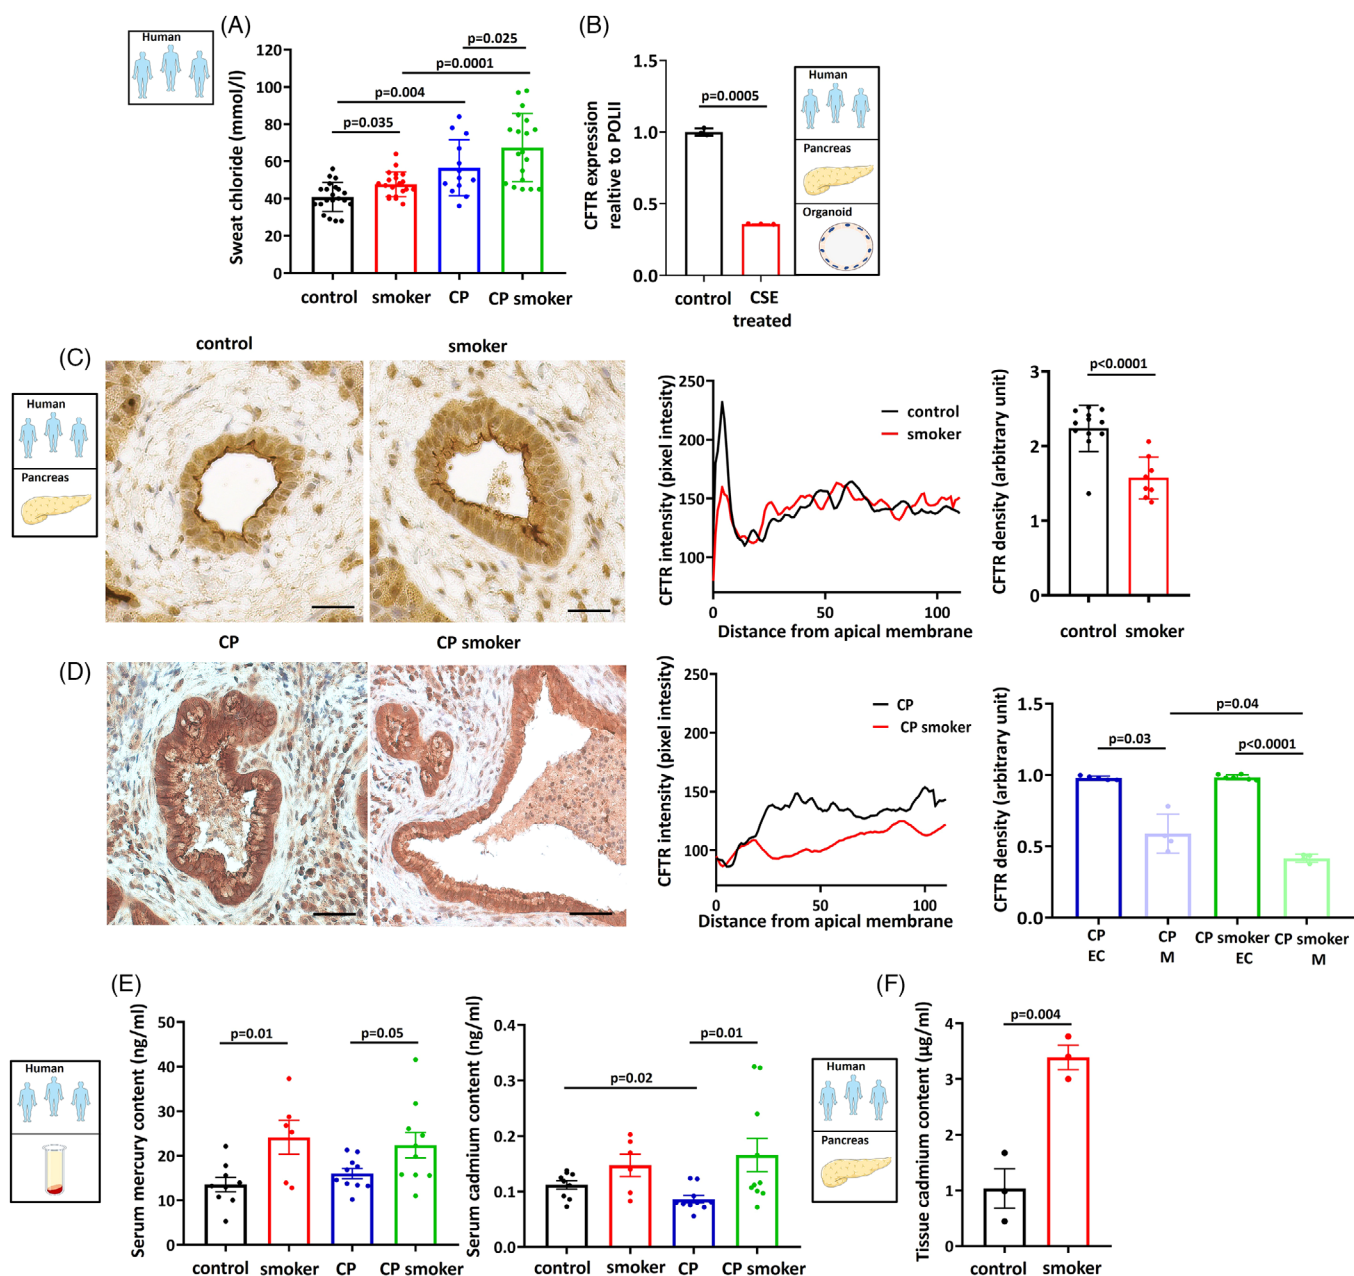 (A)
Human
Sweat chloride (mmol/l)
120
100
80
60
40
20
0
p=0.025
p=0.0001
p=0.004
p=0.035
control
smoker
CP
CP smoker
(B)
CFTR expression
realtive to POLII
1.5
1.0
0.5
0.0
p=0.0005
control
CSE
treated
Human
Pancreas
Organoid
(C)
Human
Pancreas
control
smoker
CFTR intensity (pixel intesity)
250
200
150
100
0
50
100
Distance from apical membrane
control
smoker
CFTR density (arbitrary unit)
3
2
1
0
p<0.0001
control
smoker
(D)
CP
CP smoker
CFTR intensity (pixel intesity)
250
200
150
100
0
50
100
Distance from apical membrane
CP
CP smoker
CFTR density (arbitrary unit)
1.5
1.0
0.5
0.0
p=0.04
p=0.03
p<0.0001
CP
EC
CP
M
CP smoker
EC
CP smoker
M
(E)
Human
Serum mercury content (ng/ml)
50
40
30
20
10
0
p=0.01
p=0.05
control
smoker
CP
CP smoker
Serum cadmium content (ng/ml)
0.4
0.3
0.2
0.1
0.0
p=0.01
p=0.02
control
smoker
CP
CP smoker
(F)
Human
Pancreas
Tissue cadmium content (μg/ml)
4
3
2
1
0
p=0.004
control
smoker